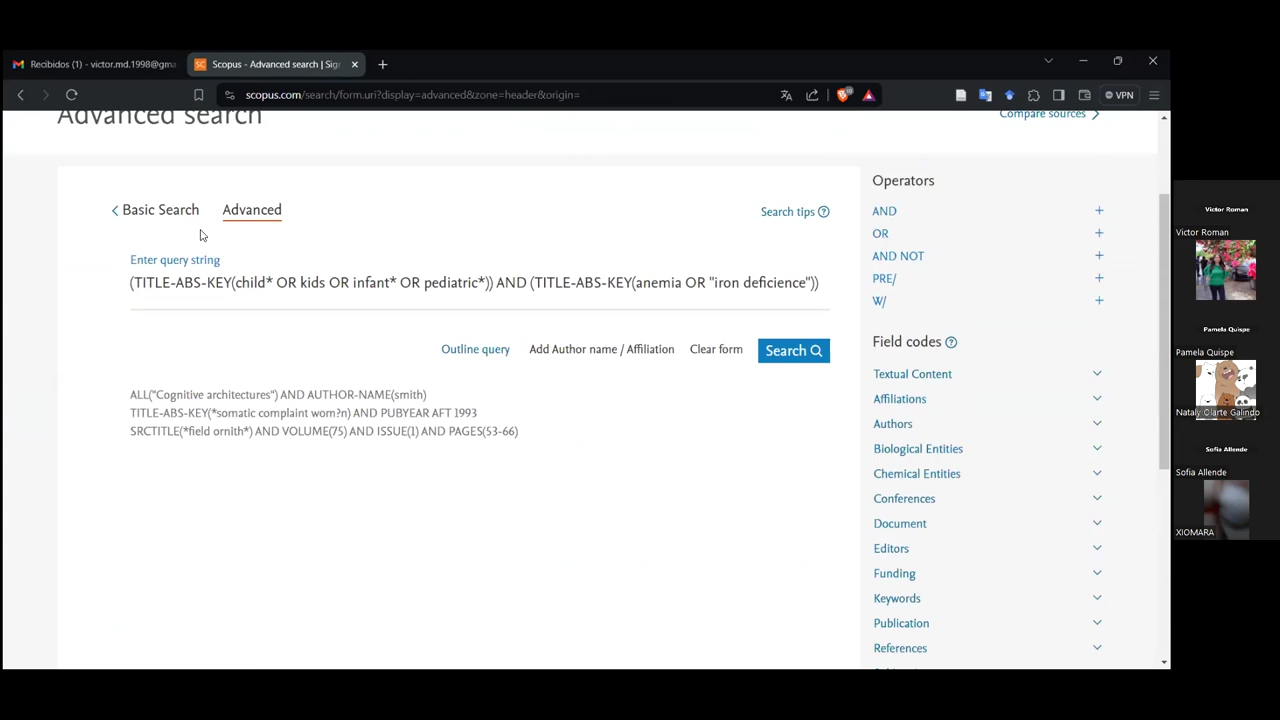 Recibidos (1) - victor.md.1998@gma
Scopus - Advanced search | Sig
scopus.com/search/form.uri?display=advanced&zone=header&origin=
VPN
Advanced search
Compare sources
Basic Search
Advanced
Search tips
Enter query string
(TITLE-ABS-KEY(child* OR kids OR infant* OR pediatric*)) AND (TITLE-ABS-KEY(anemia OR "iron deficience"))
Outline query
Add Author name / Affiliation
Clear form
Search
ALL("Cognitive architectures") AND AUTHOR-NAME(smith)
TITLE-ABS-KEY(*somatic complaint wom?n) AND PUBYEAR AFT 1993
SRCTITLE(*field ornith*) AND VOLUME(75) AND ISSUE(1) AND PAGES(53-66)
Operators
AND
OR
AND NOT
PRE/
W/
Field codes
Textual Content
Affiliations
Authors
Biological Entities
Chemical Entities
Conferences
Document
Editors
Funding
Keywords
Publication
References
Victor Roman
Victor Roman
Pamela Quispe
Pamela Quispe
Nataly Olarte Galindo
Sofia Allende
Sofia Allende
XIOMARA